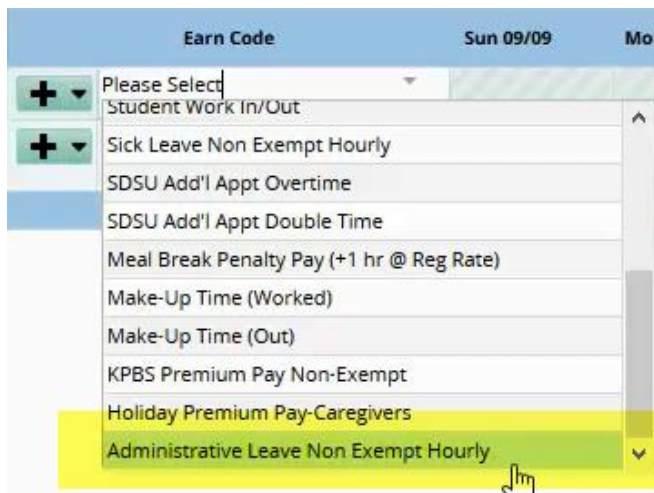 Earn Code Sun 09/09 Mo
Please Select
Student Work In/Out
Sick Leave Non Exempt Hourly
SDSU Add'l Appt Overtime
SDSU Add'l Appt Double Time
Meal Break Penalty Pay (+1 hr @ Reg Rate)
Make-Up Time (Worked)
Make-Up Time (Out)
KPBS Premium Pay Non-Exempt
Holiday Premium Pay-Caregivers
Administrative Leave Non Exempt Hourly